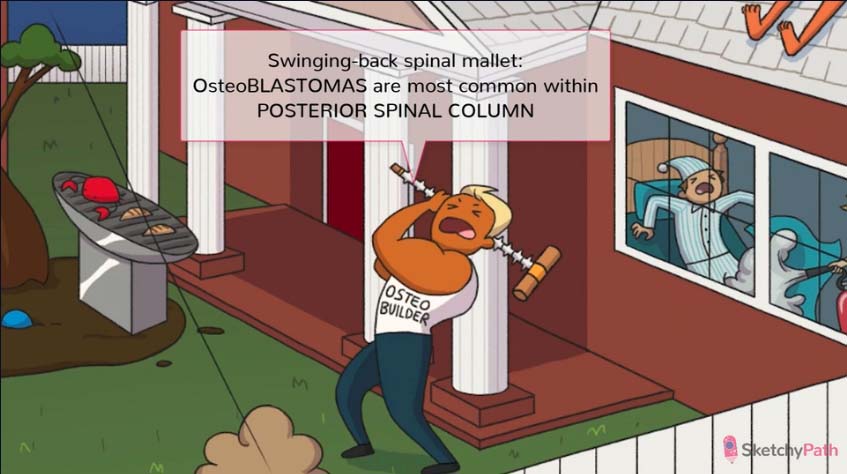 Swinging-back spinal mallet:
OsteoBLASTOMAS are most common within
POSTERIOR SPINAL COLUMN
OSTEO
BUILDER
SketchyPath